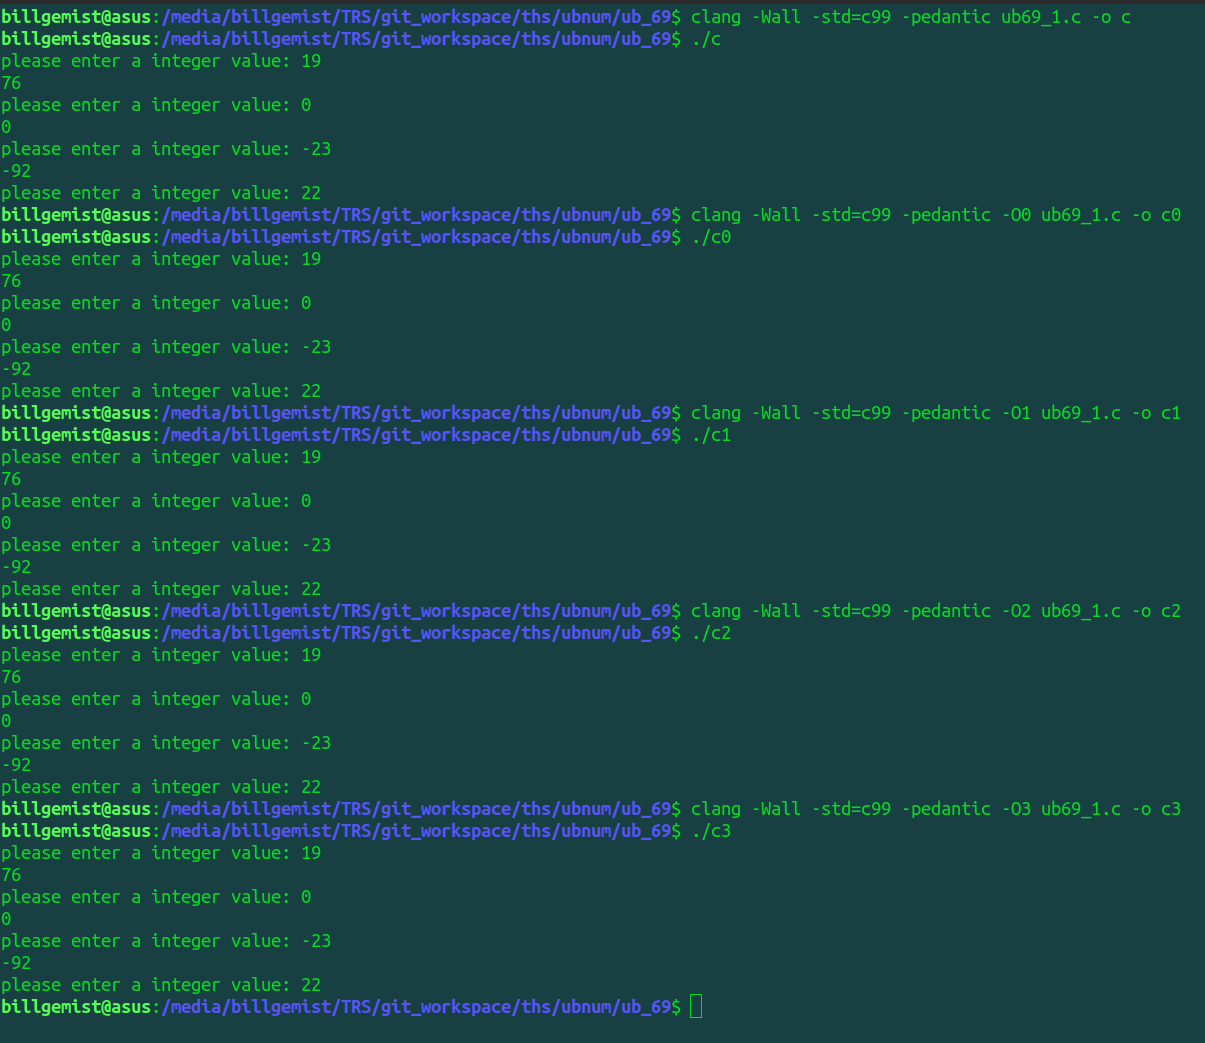 billgemist@asus:/media/billgemist/TRS/git_workspace/ths/ubnum/ub_69$ clang -Wall -std=c99 -pedantic ub69_1.c -o c
billgemist@asus:/media/billgemist/TRS/git_workspace/ths/ubnum/ub_69$ ./c
please enter a integer value: 19
76
please enter a integer value: 0
0
please enter a integer value: -23
-92
please enter a integer value: 22
billgemist@asus:/media/billgemist/TRS/git_workspace/ths/ubnum/ub_69$ clang -Wall -std=c99 -pedantic -O0 ub69_1.c -o c0
billgemist@asus:/media/billgemist/TRS/git_workspace/ths/ubnum/ub_69$ ./c0
please enter a integer value: 19
76
please enter a integer value: 0
0
please enter a integer value: -23
-92
please enter a integer value: 22
billgemist@asus:/media/billgemist/TRS/git_workspace/ths/ubnum/ub_69$ clang -Wall -std=c99 -pedantic -O1 ub69_1.c -o c1
billgemist@asus:/media/billgemist/TRS/git_workspace/ths/ubnum/ub_69$ ./c1
please enter a integer value: 19
76
please enter a integer value: 0
0
please enter a integer value: -23
-92
please enter a integer value: 22
billgemist@asus:/media/billgemist/TRS/git_workspace/ths/ubnum/ub_69$ clang -Wall -std=c99 -pedantic -O2 ub69_1.c -o c2
billgemist@asus:/media/billgemist/TRS/git_workspace/ths/ubnum/ub_69$ ./c2
please enter a integer value: 19
76
please enter a integer value: 0
0
please enter a integer value: -23
-92
please enter a integer value: 22
billgemist@asus:/media/billgemist/TRS/git_workspace/ths/ubnum/ub_69$ clang -Wall -std=c99 -pedantic -O3 ub69_1.c -o c3
billgemist@asus:/media/billgemist/TRS/git_workspace/ths/ubnum/ub_69$ ./c3
please enter a integer value: 19
76
please enter a integer value: 0
0
please enter a integer value: -23
-92
please enter a integer value: 22
billgemist@asus:/media/billgemist/TRS/git_workspace/ths/ubnum/ub_69$